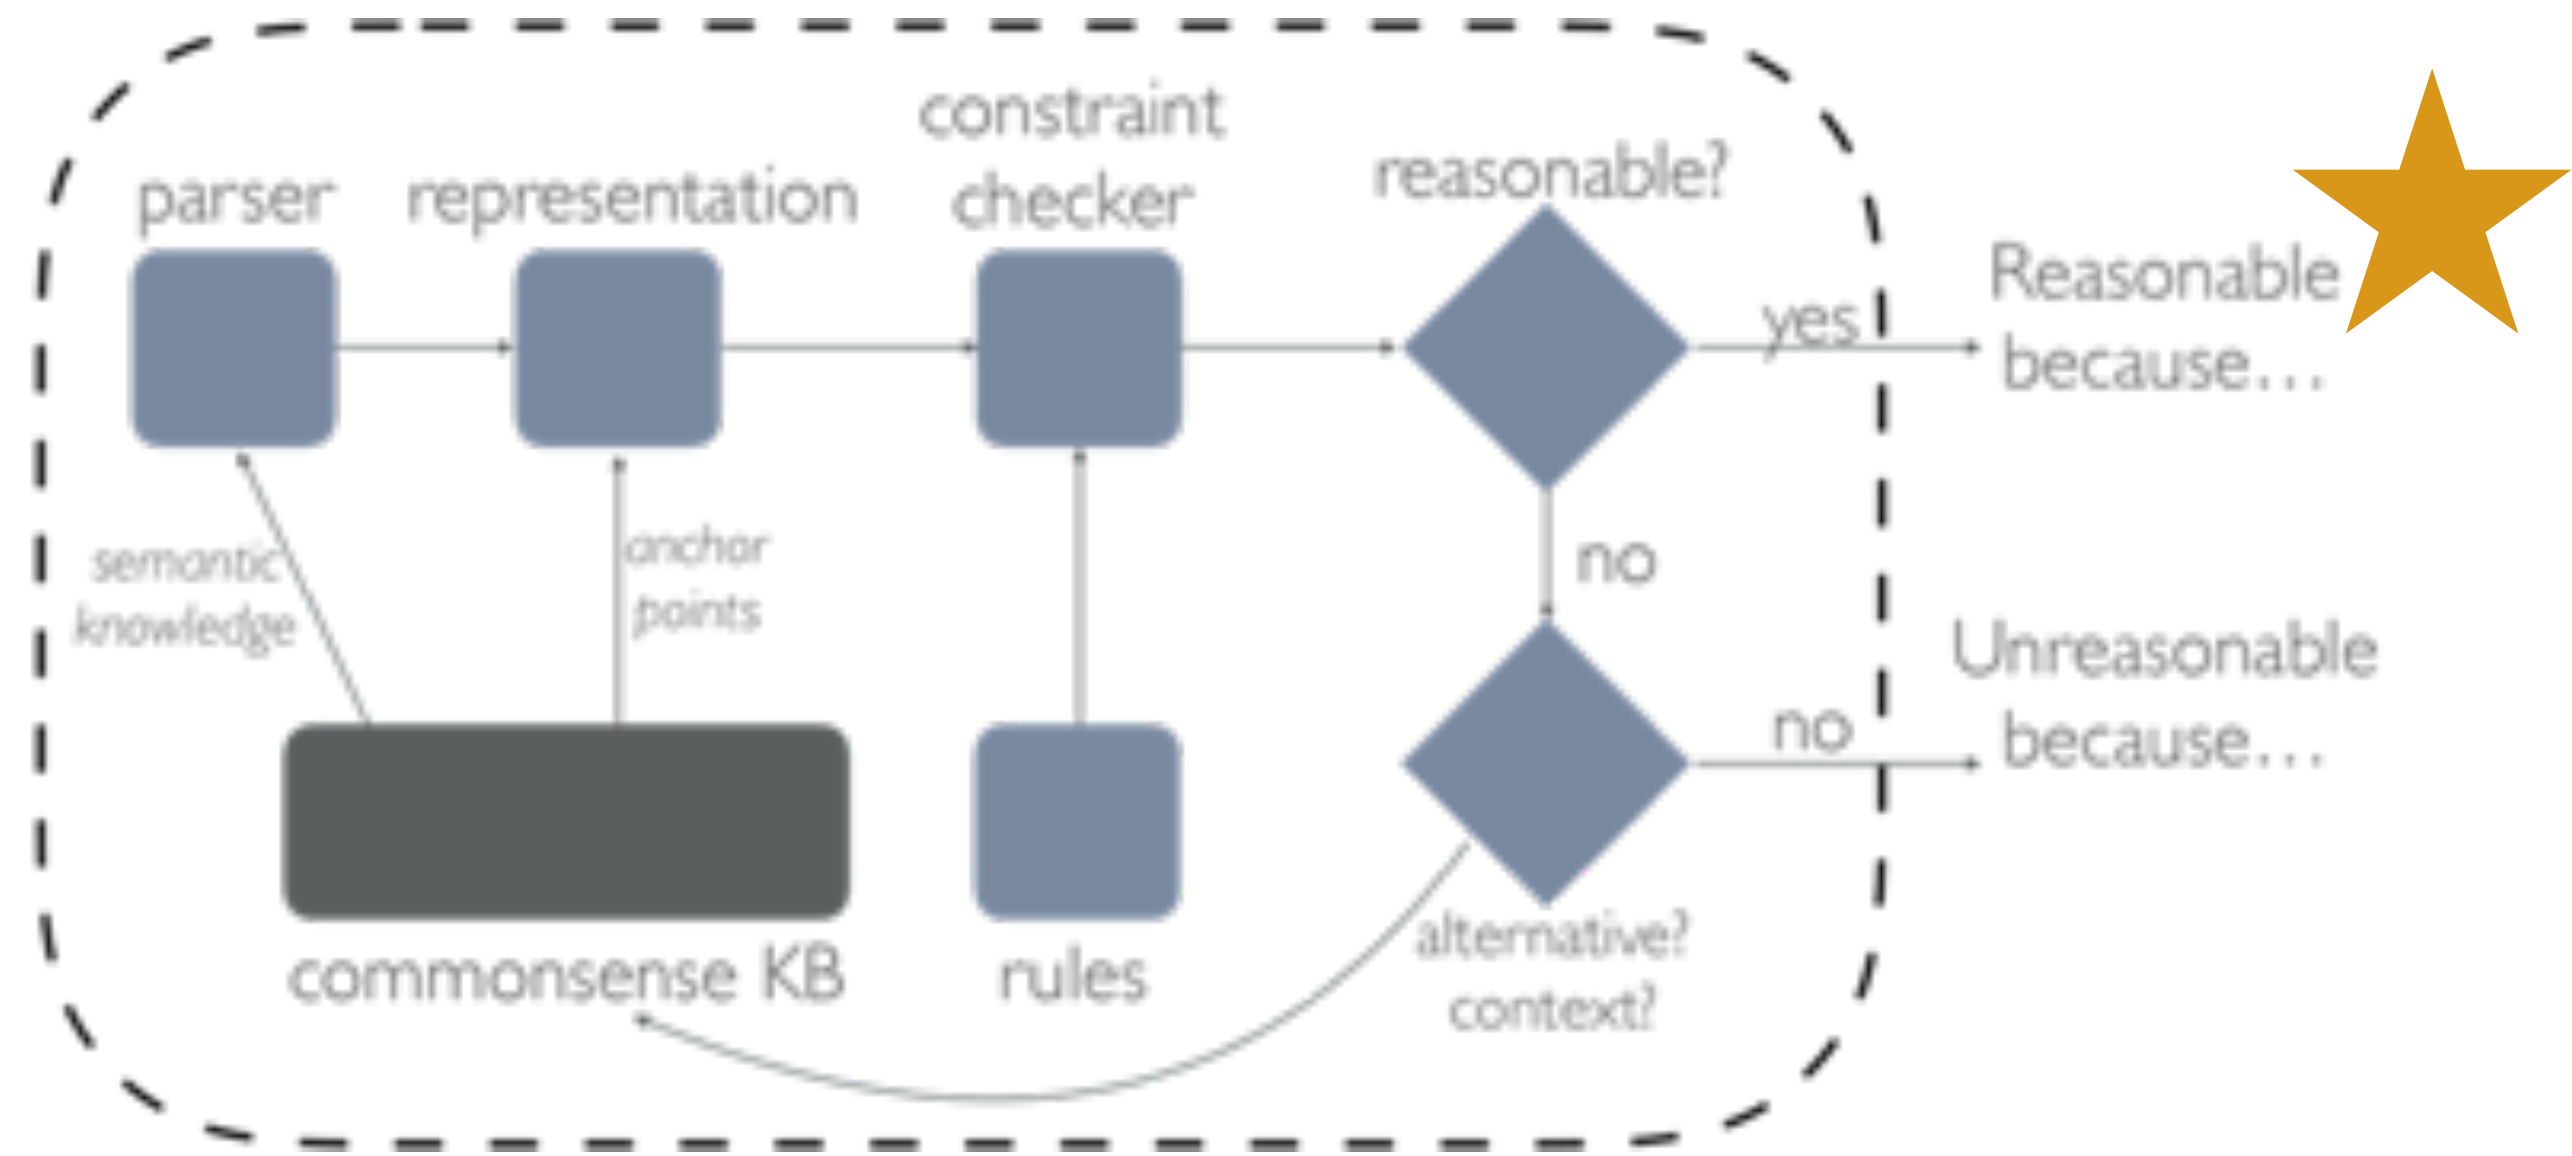 constraint
checker
parser
representation
reasonable?
yes
Reasonable
because…
semantic
knowledge
anchor
points
no
Unreasonable
because…
no
commonsense KB
rules
alternative?
context?